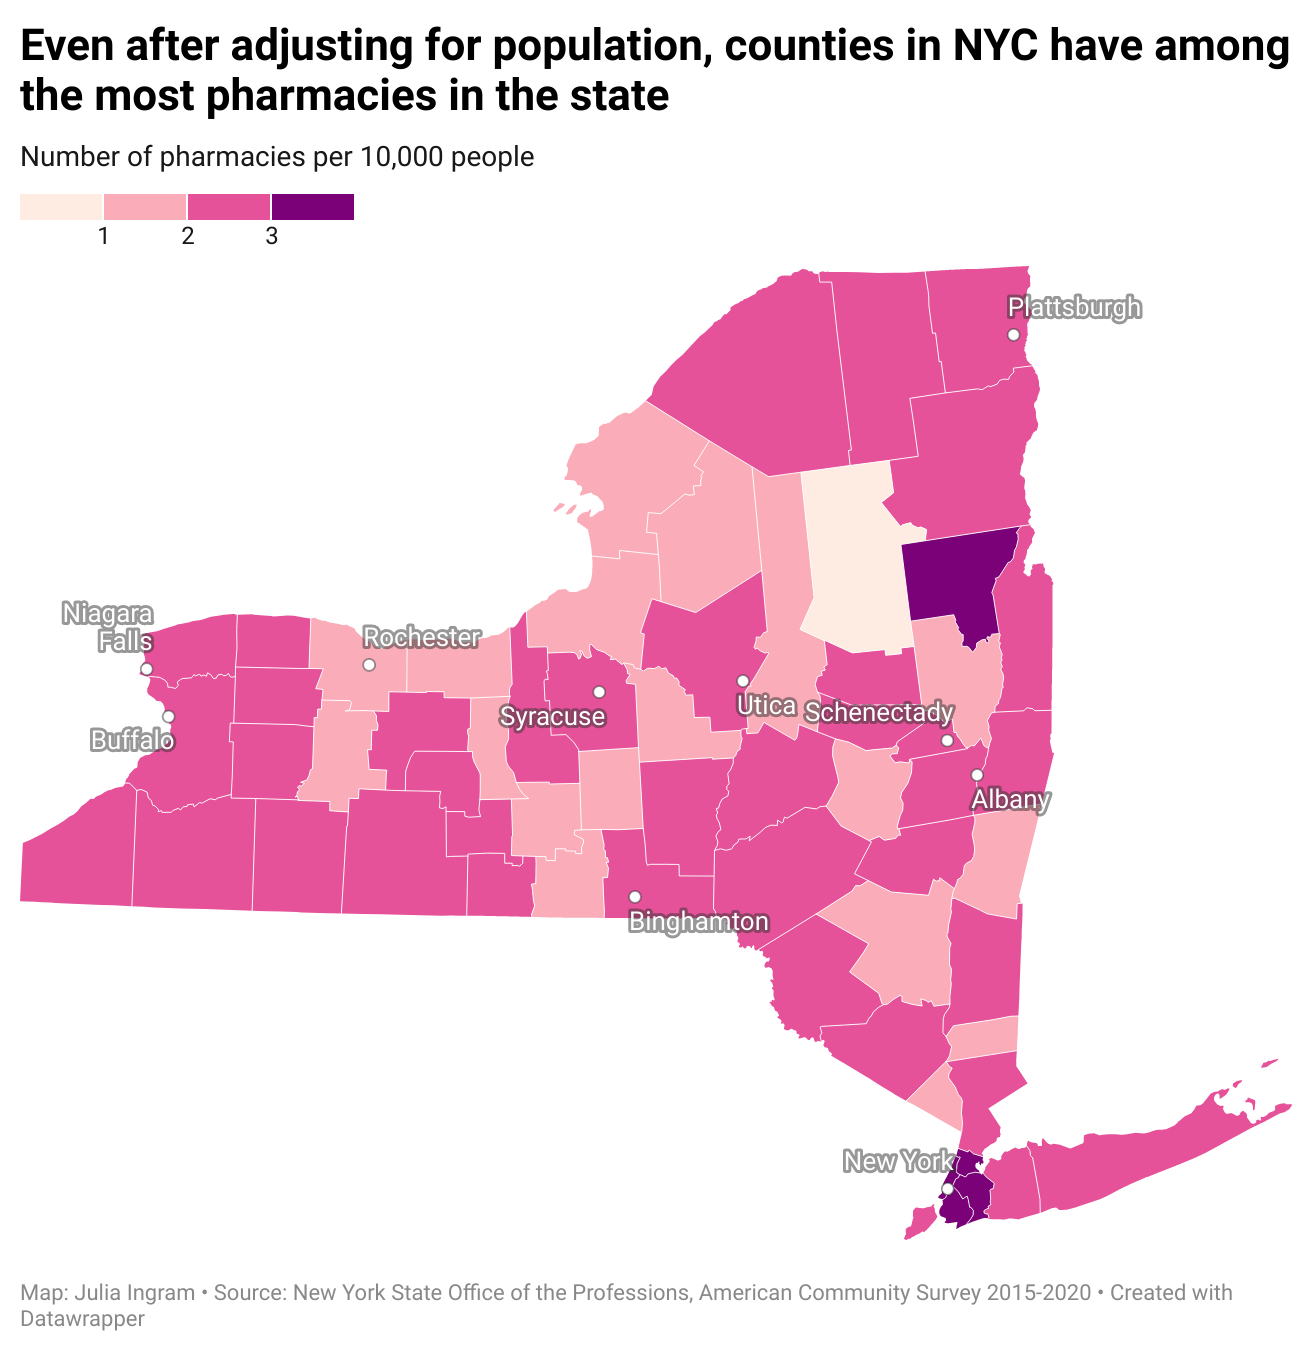 Even after adjusting for population, counties in NYC have among
the most pharmacies in the state
Number of pharmacies per 10,000 people
1 2 3
Plattsburgh
Niagara
Falls
Rochester
Buffalo
Syracuse
Utica
Schenectady
Albany
Binghamton
New York
Map: Julia Ingram • Source: New York State Office of the Professions, American Community Survey 2015-2020 • Created with
Datawrapper